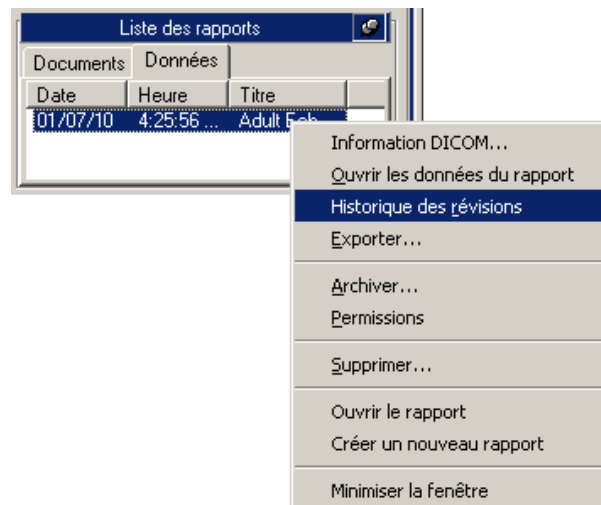 Liste des rapports
Documents Données
Date Heure Titre
01/07/10 4:25:56 ... Adult Ech
Information DICOM...
Ouvrir les données du rapport
Historique des révisions
Exporter...
Archiver...
Permissions
Supprimer...
Ouvrir le rapport
Créer un nouveau rapport
Minimiser la fenêtre